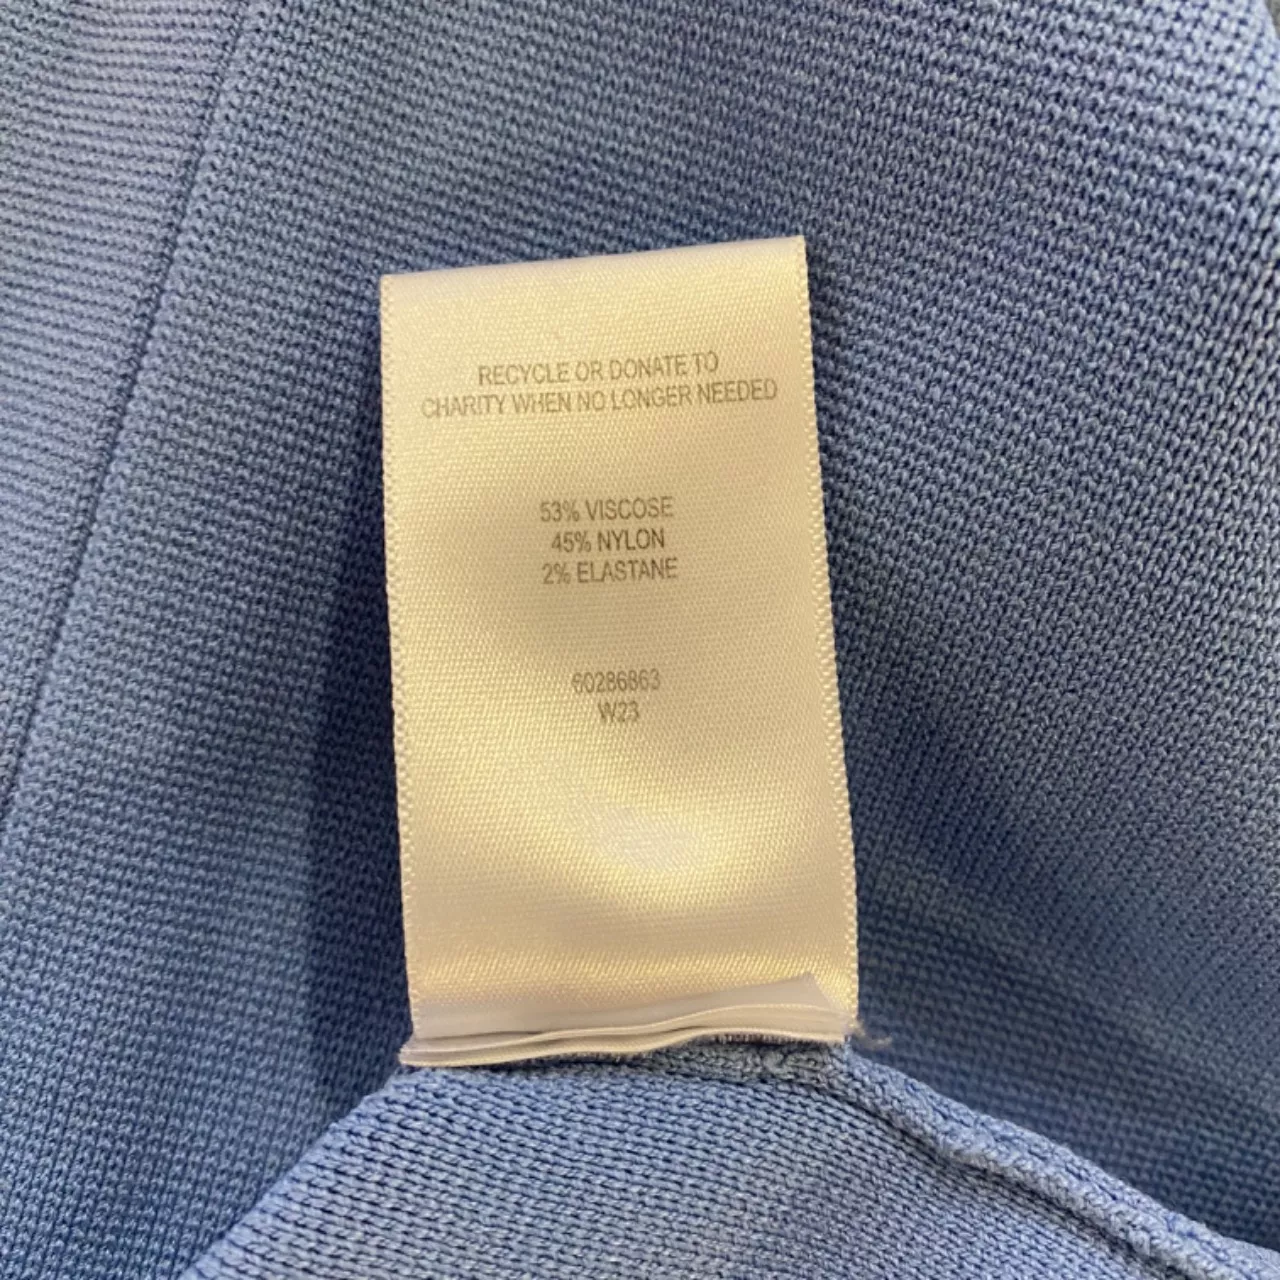 RECYCLE OR DONATE TO
CHARITY WHEN NO LONGER NEEDED
53% VISCOSE
45% NYLON
2% ELASTANE
60286863
W23